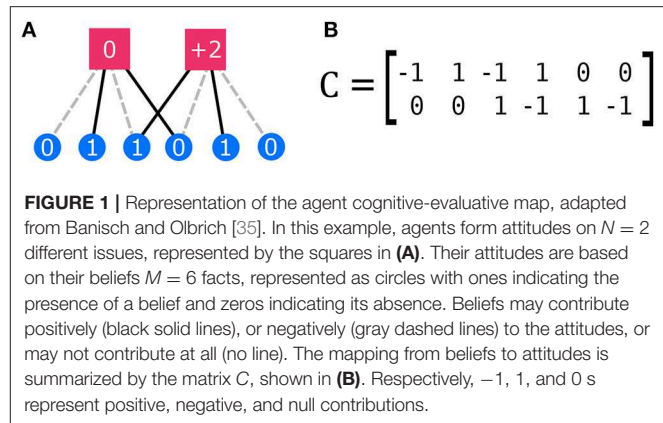 A
B
0 +2
0 1 1 0 1 0
C = [-1 1 -1 1 0 0
0 0 1 -1 1 -1]
FIGURE 1 | Representation of the agent cognitive-evaluative map, adapted
from Banisch and Olbrich [35]. In this example, agents form attitudes on N = 2
different issues, represented by the squares in (A). Their attitudes are based
on their beliefs M = 6 facts, represented as circles with ones indicating the
presence of a belief and zeros indicating its absence. Beliefs may contribute
positively (black solid lines), or negatively (gray dashed lines) to the attitudes, or
may not contribute at all (no line). The mapping from beliefs to attitudes is
summarized by the matrix C, shown in (B). Respectively, −1, 1, and 0 s
represent positive, negative, and null contributions.